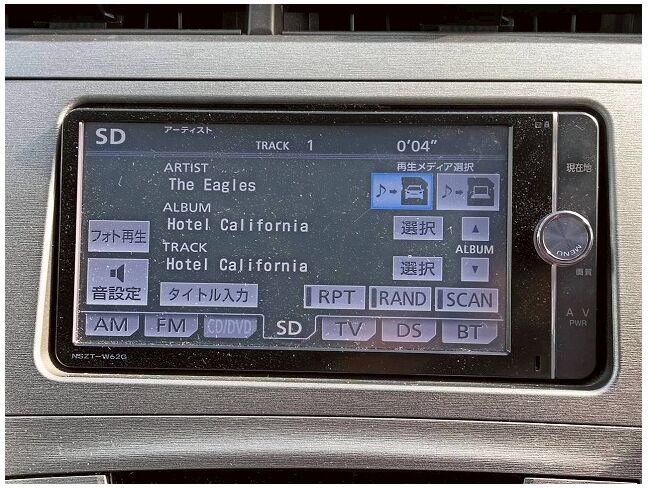 SD アーティスト
TRACK 1 0'04”
再生メディア選択
現在地
ARTIST
The Eagles
ALBUM
Hotel California 選択 ▲
フォト再生
TRACK ALBUM
Hotel California 選択 ▼
MENU
画質
音設定 タイトル入力 RPT RAND SCAN
AM FM CD/DVD SD TV DS BT
A V
PWR
NSZT-W62G